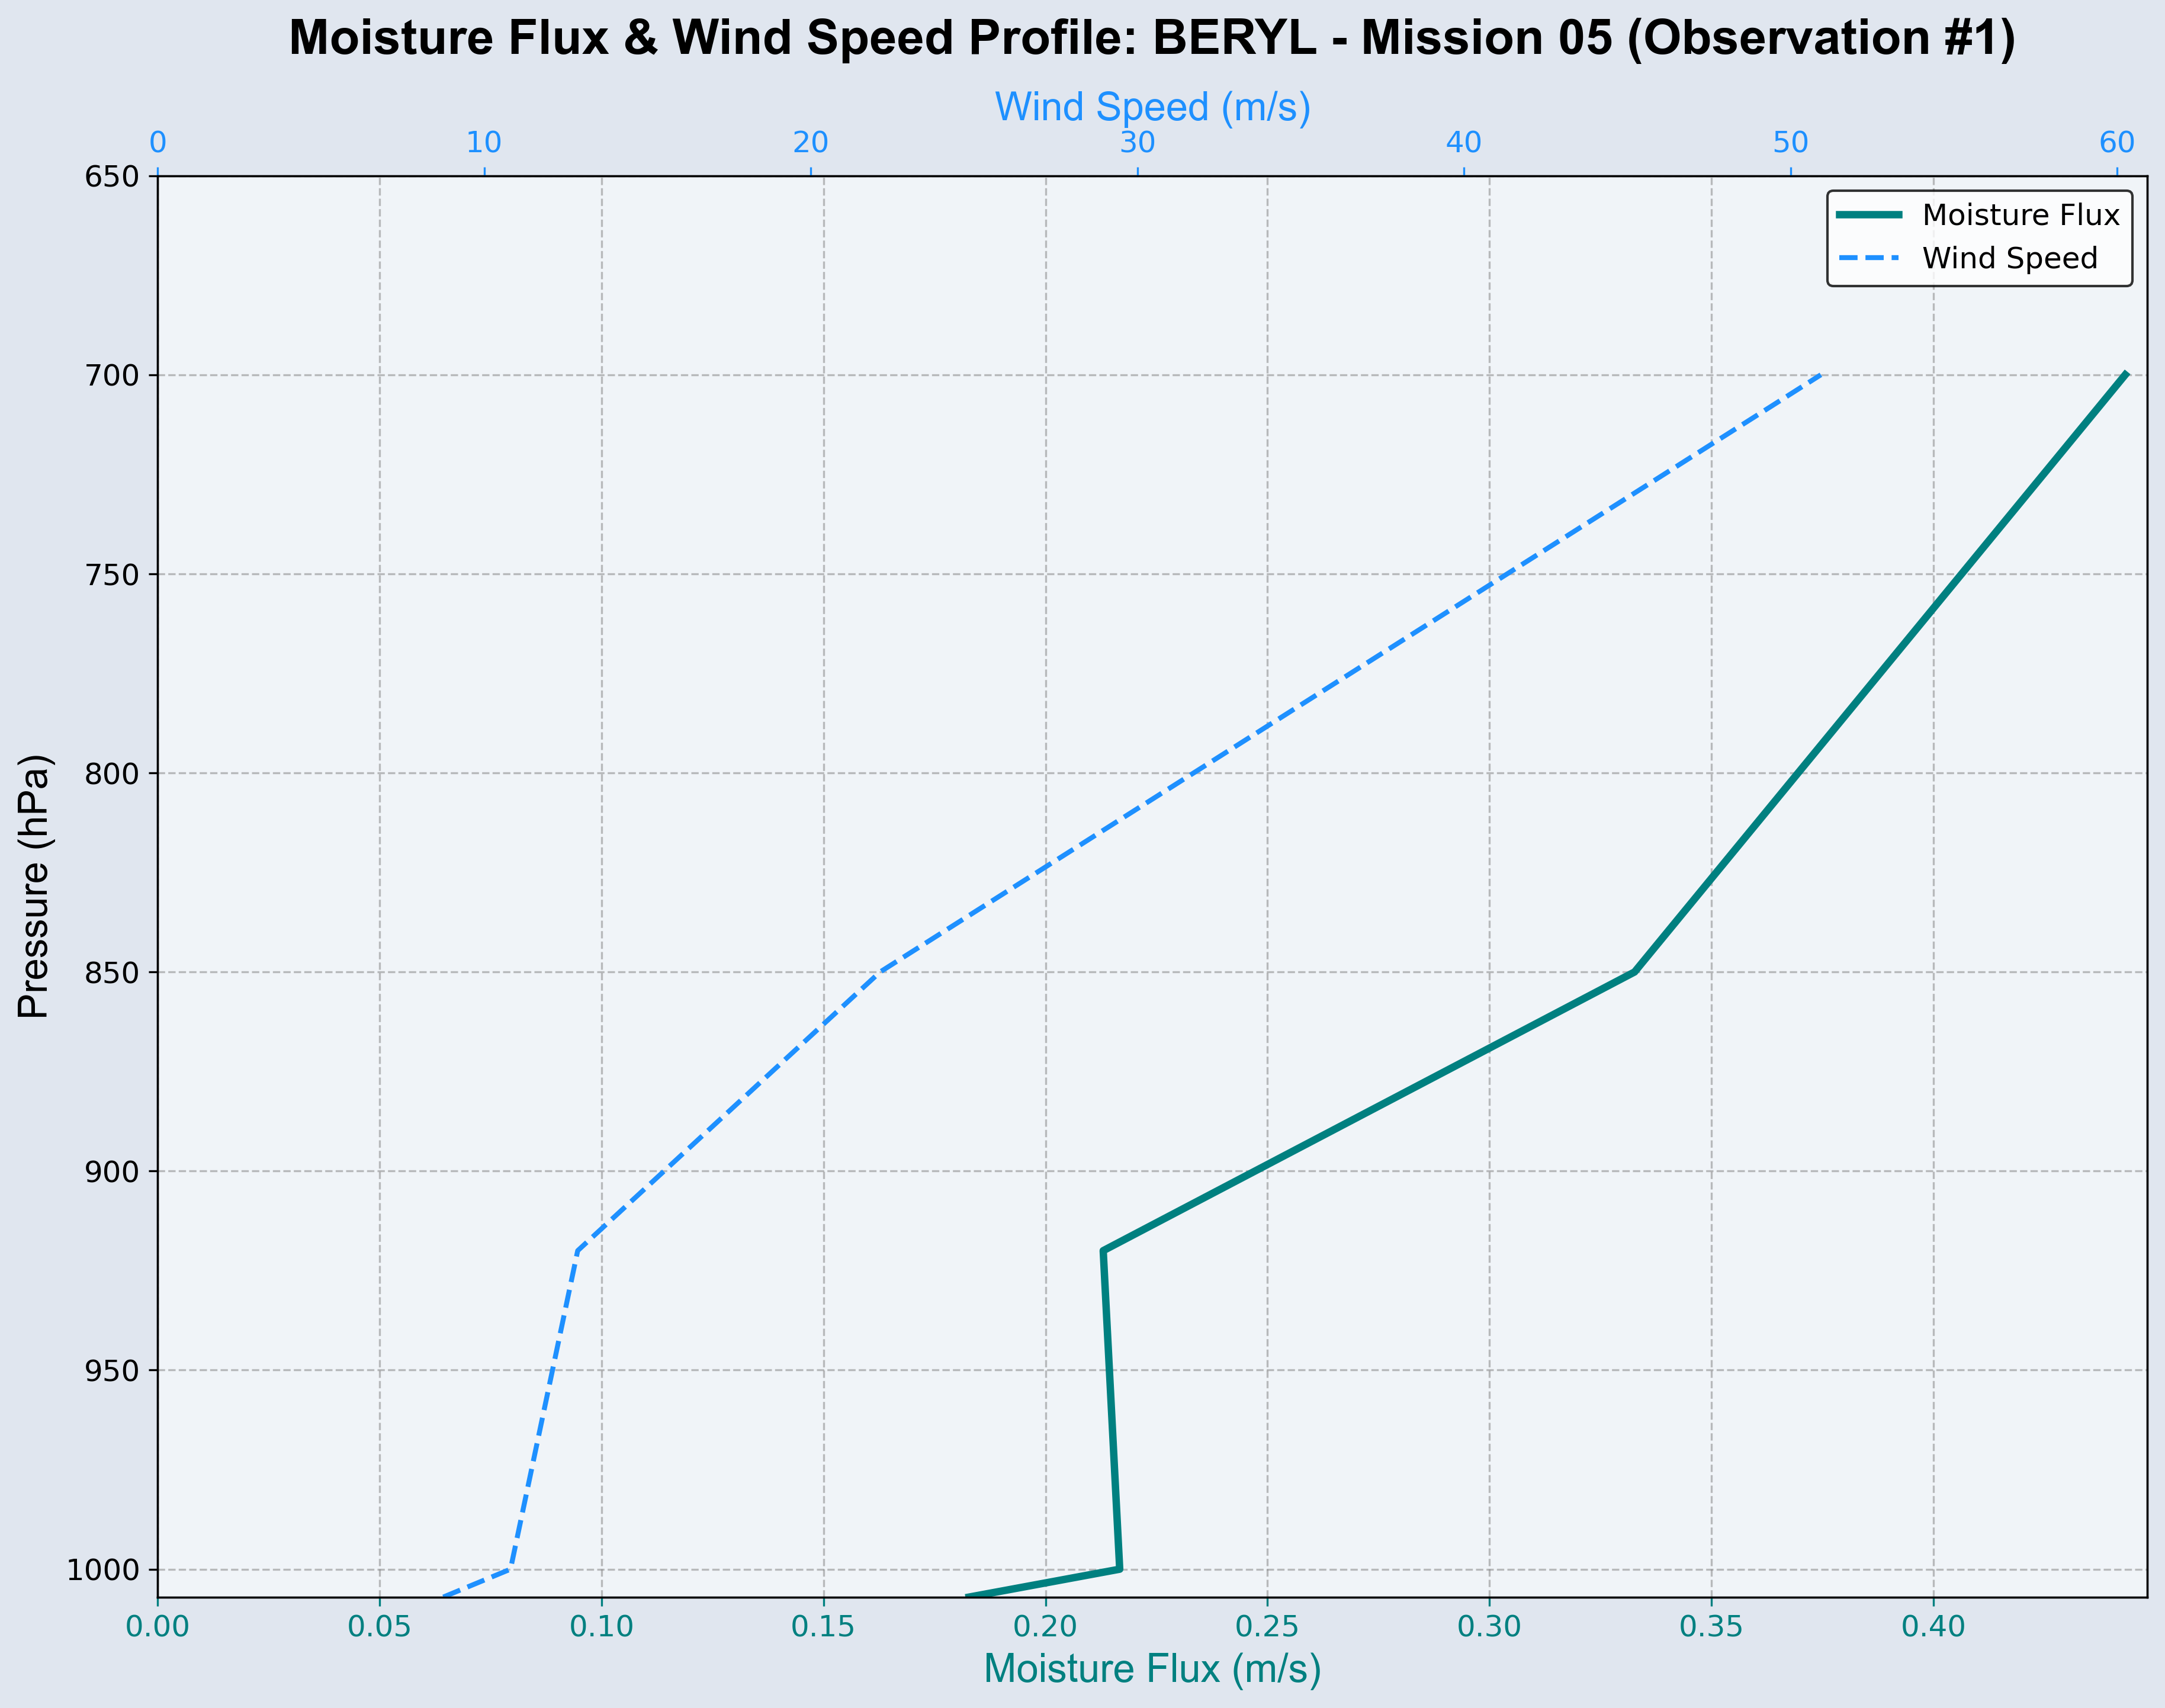 Moisture Flux & Wind Speed Profile: BERYL - Mission 05 (Observation #1)
Wind Speed (m/s)
0 10 20 30 40 50 60
Moisture Flux
Wind Speed
Pressure (hPa)
650
700
750
800
850
900
950
1000
0.00 0.05 0.10 0.15 0.20 0.25 0.30 0.35 0.40
Moisture Flux (m/s)